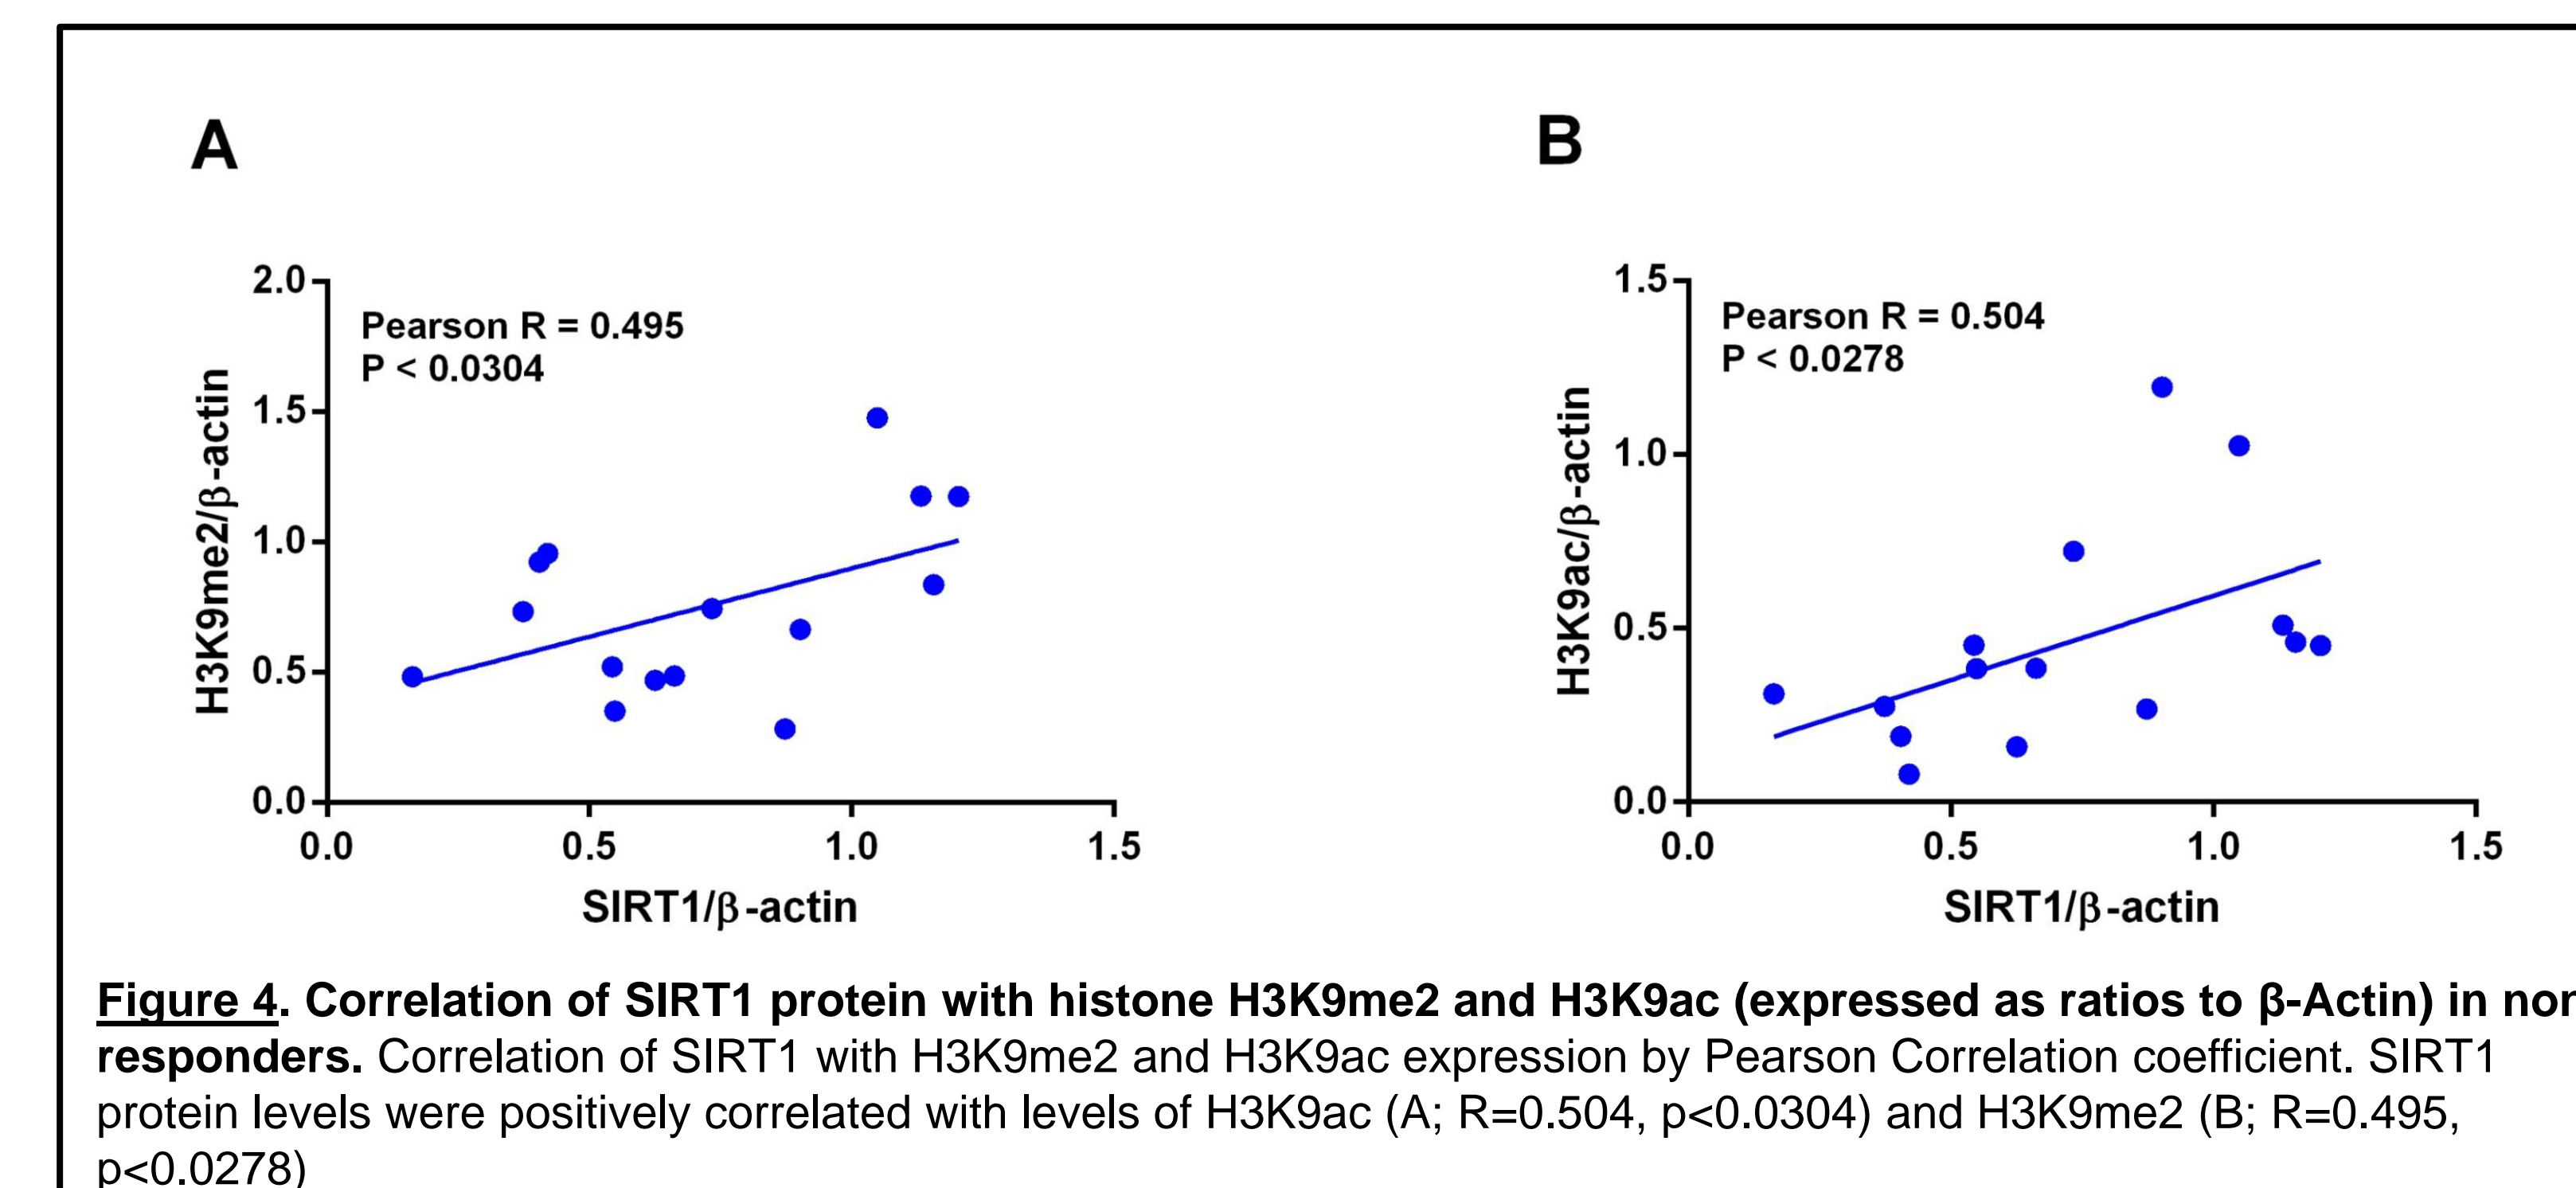 A
B
2.0
1.5
1.0
0.5
0.0
Pearson R = 0.495
P < 0.0304
H3K9me2/β-actin
0.0 0.5 1.0 1.5
SIRT1/β-actin
1.5
1.0
0.5
0.0
Pearson R = 0.504
P < 0.0278
H3K9ac/β-actin
0.0 0.5 1.0 1.5
SIRT1/β-actin
Figure 4. Correlation of SIRT1 protein with histone H3K9me2 and H3K9ac (expressed as ratios to β-Actin) in non
responders. Correlation of SIRT1 with H3K9me2 and H3K9ac expression by Pearson Correlation coefficient. SIRT1
protein levels were positively correlated with levels of H3K9ac (A; R=0.504, p<0.0304) and H3K9me2 (B; R=0.495,
p<0.0278)